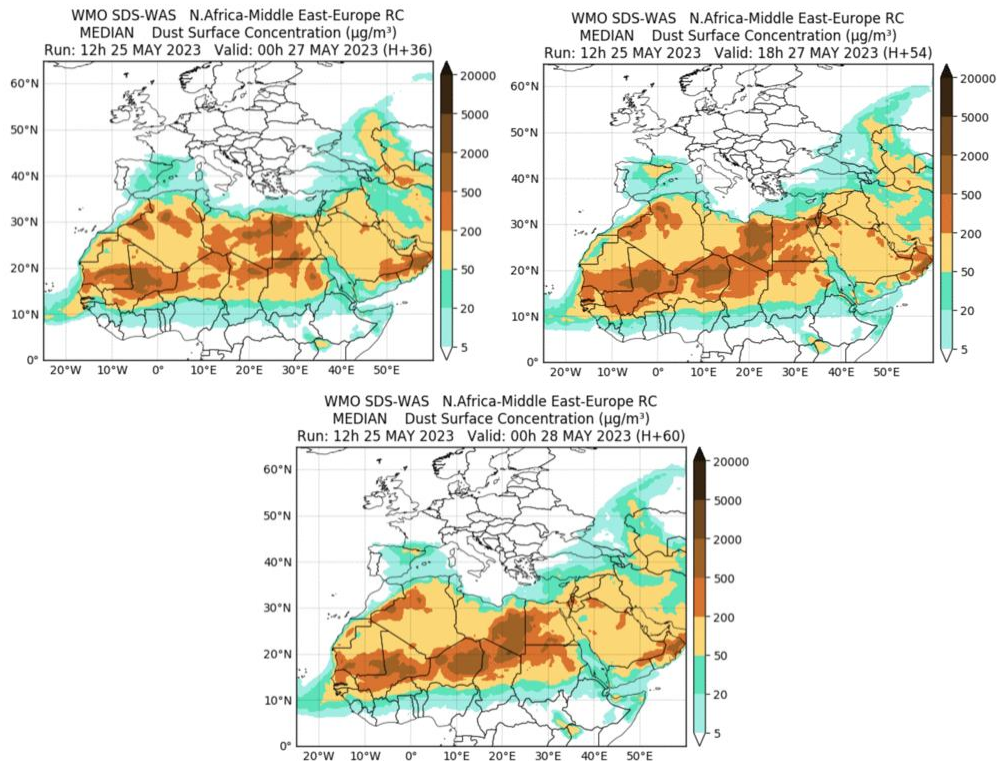 WMO SDS-WAS N.Africa-Middle East-Europe RC
MEDIAN Dust Surface Concentration (µg/m³)
Run: 12h 25 MAY 2023 Valid: 00h 27 MAY 2023 (H+36)
60°N
50°N
40°N
30°N
20°N
10°N
0°
20°W
10°W
0°
10°E
20°E
30°E
40°E
50°E
20000
5000
2000
500
200
50
20
5
WMO SDS-WAS N.Africa-Middle East-Europe RC
MEDIAN Dust Surface Concentration (µg/m³)
Run: 12h 25 MAY 2023 Valid: 18h 27 MAY 2023 (H+54)
60°N
50°N
40°N
30°N
20°N
10°N
0°
20°W
10°W
0°
10°E
20°E
30°E
40°E
50°E
20000
5000
2000
500
200
50
20
5
WMO SDS-WAS N.Africa-Middle East-Europe RC
MEDIAN Dust Surface Concentration (µg/m³)
Run: 12h 25 MAY 2023 Valid: 00h 28 MAY 2023 (H+60)
60°N
50°N
40°N
30°N
20°N
10°N
0°
20°W
10°W
0°
10°E
20°E
30°E
40°E
50°E
20000
5000
2000
500
200
50
20
5